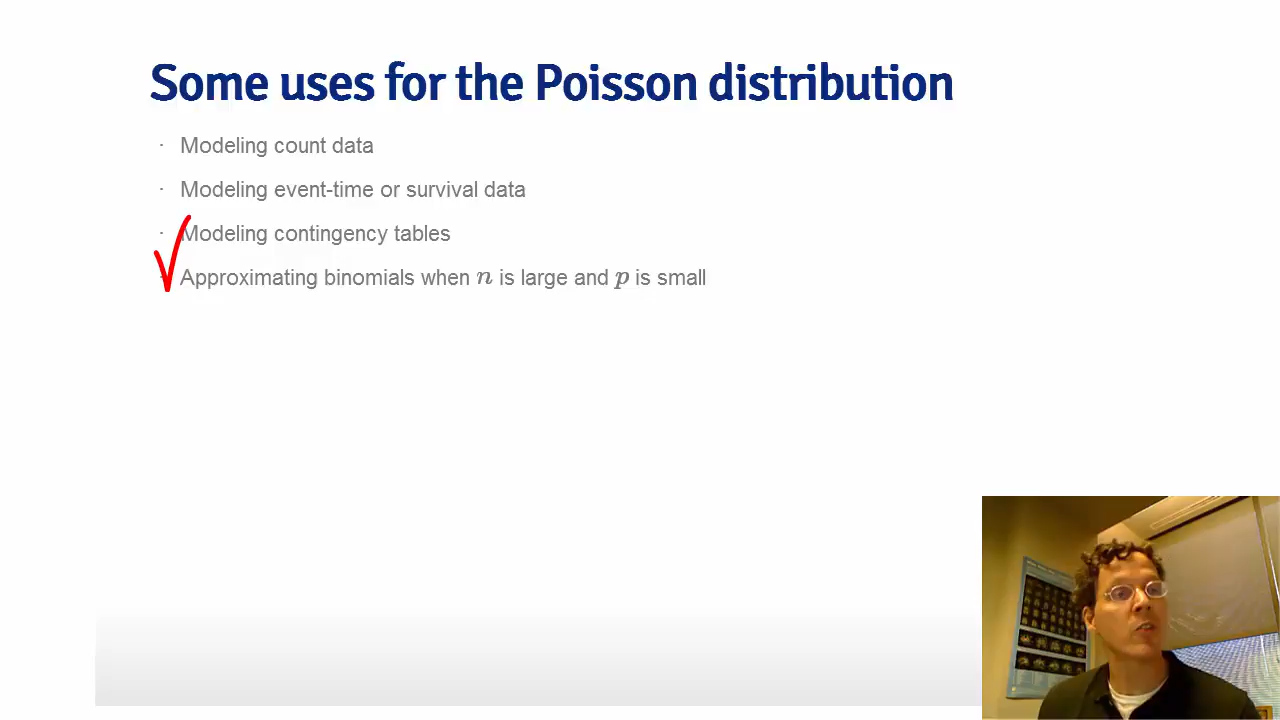 Some uses for the Poisson distribution
· Modeling count data
· Modeling event-time or survival data
· Modeling contingency tables
· Approximating binomials when n is large and p is small